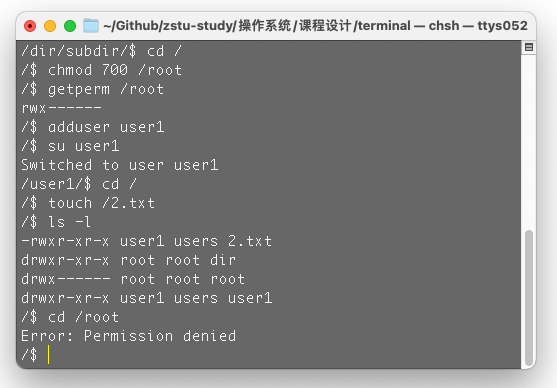 ~/Github/zstu-study/操作系统/课程设计/terminal — chsh — ttys052
/dir/subdir/$ cd /
/$ chmod 700 /root
/$ getperm /root
rwx------
/$ adduser user1
/$ su user1
Switched to user user1
/user1/$ cd /
/$ touch /2.txt
/$ ls -l
-rwxr-xr-x user1 users 2.txt
drwxr-xr-x root root dir
drwx------ root root root
drwxr-xr-x user1 users user1
/$ cd /root
Error: Permission denied
/$